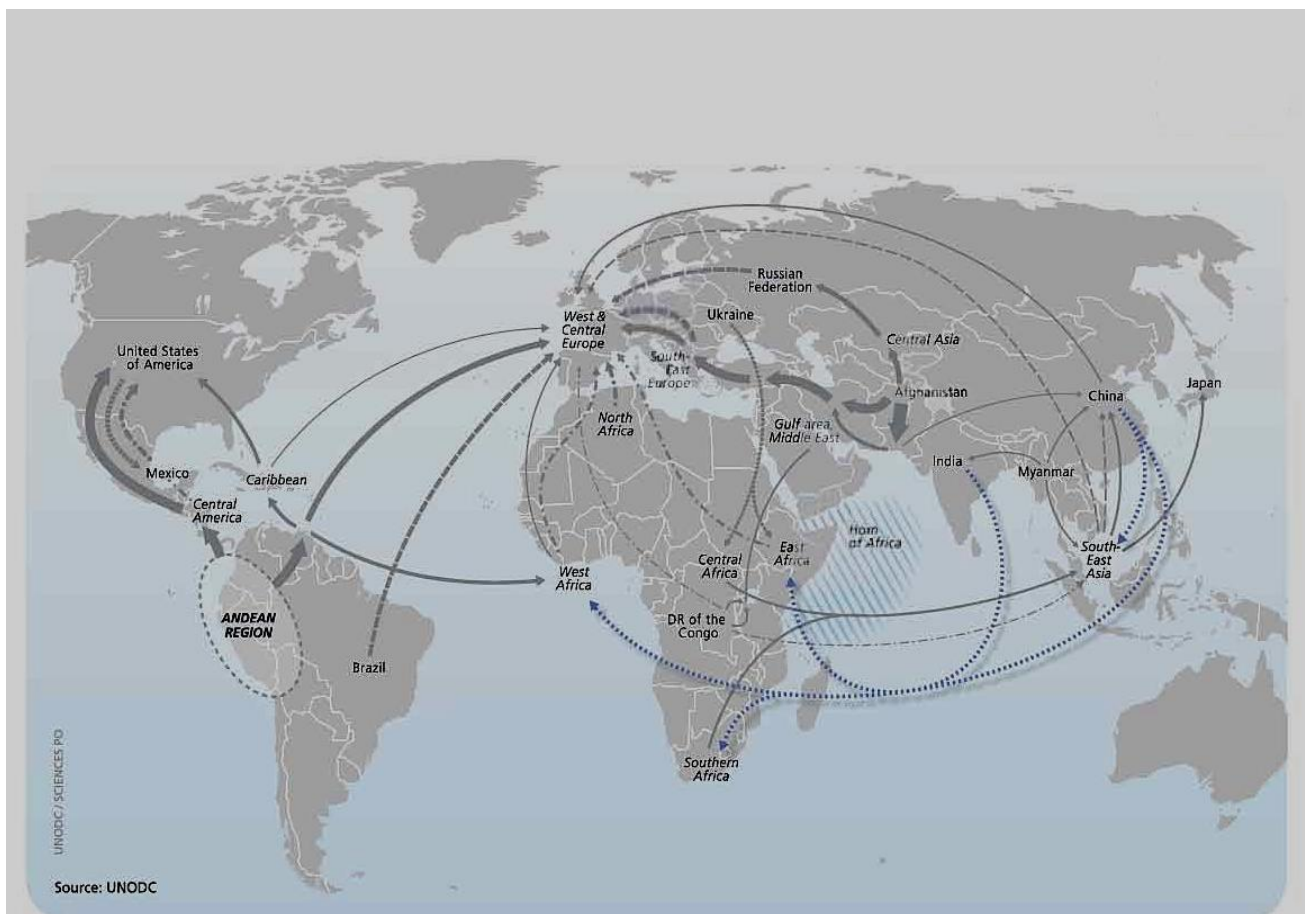 Russian
Federation
West &
Central
Europe
Ukraine
United States
of America
Central Asia
South-
East
Europe
Afghanistan
Japan
China
North
Africa
Gulf area,
Middle East
Mexico
Caribbean
India
Myanmar
Central
America
Horn
of Africa
West
Africa
Central
Africa
East
Africa
South-
East
Asia
ANDEAN
REGION
DR of the
Congo
Brazil
Southern
Africa
UNODC / SCIENCES PO
Source: UNODC